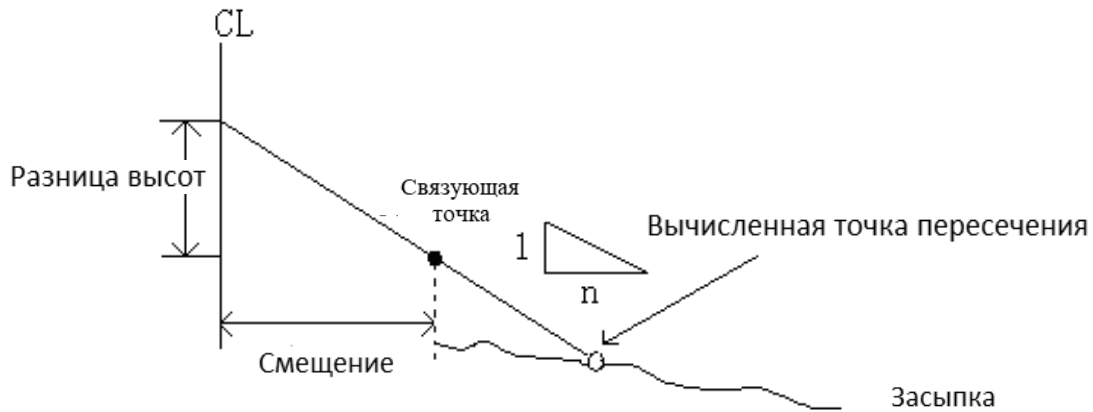 CL
Разница высот
Связующая
точка
1
n
Вычисленная точка пересечения
Смещение
Засыпка